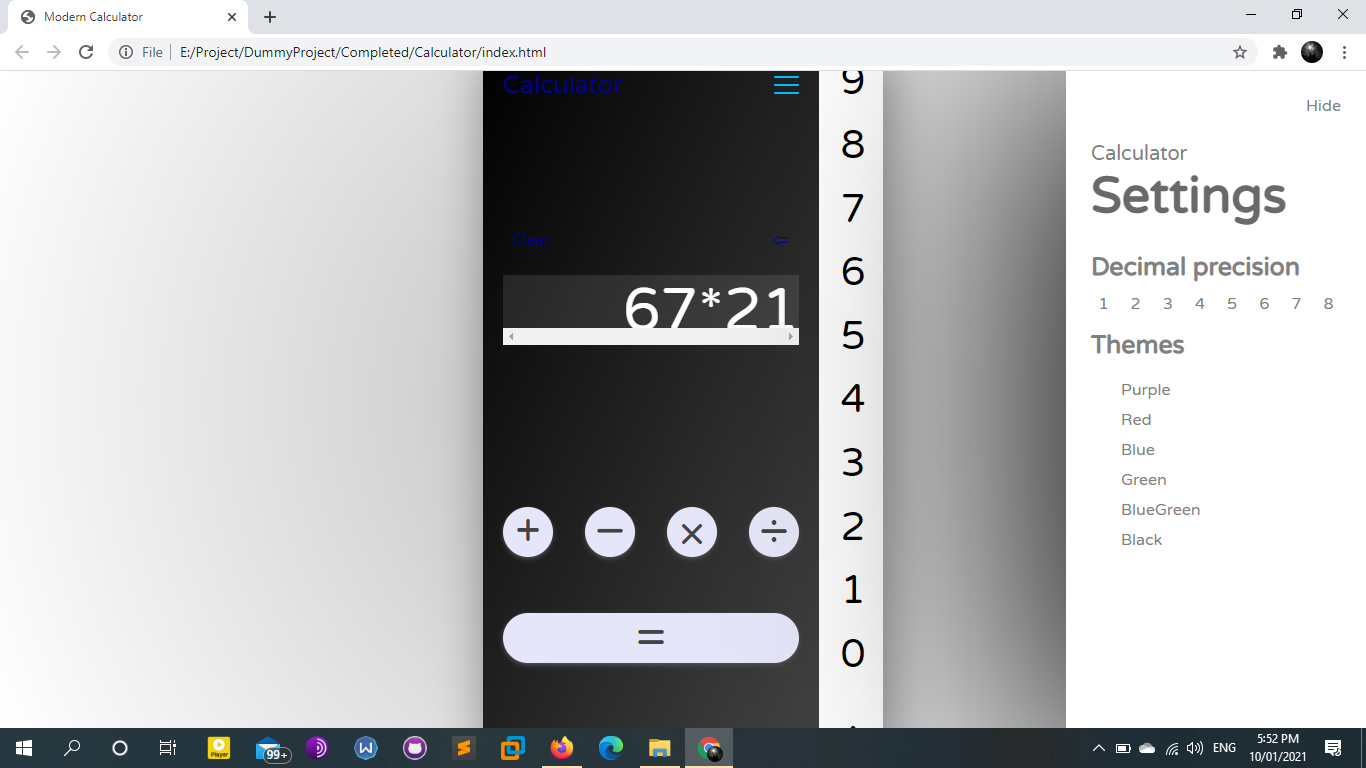 Modern Calculator
File
E:/Project/DummyProject/Completed/Calculator/index.html
Calculator
Clear
67*21
+ − × ÷
=
9
8
7
6
5
4
3
2
1
0
.
Hide
Calculator
Settings
Decimal precision
1 2 3 4 5 6 7 8
Themes
Purple
Red
Blue
Green
BlueGreen
Black
Player
99+
W
S
ENG
5:52 PM
10/01/2021